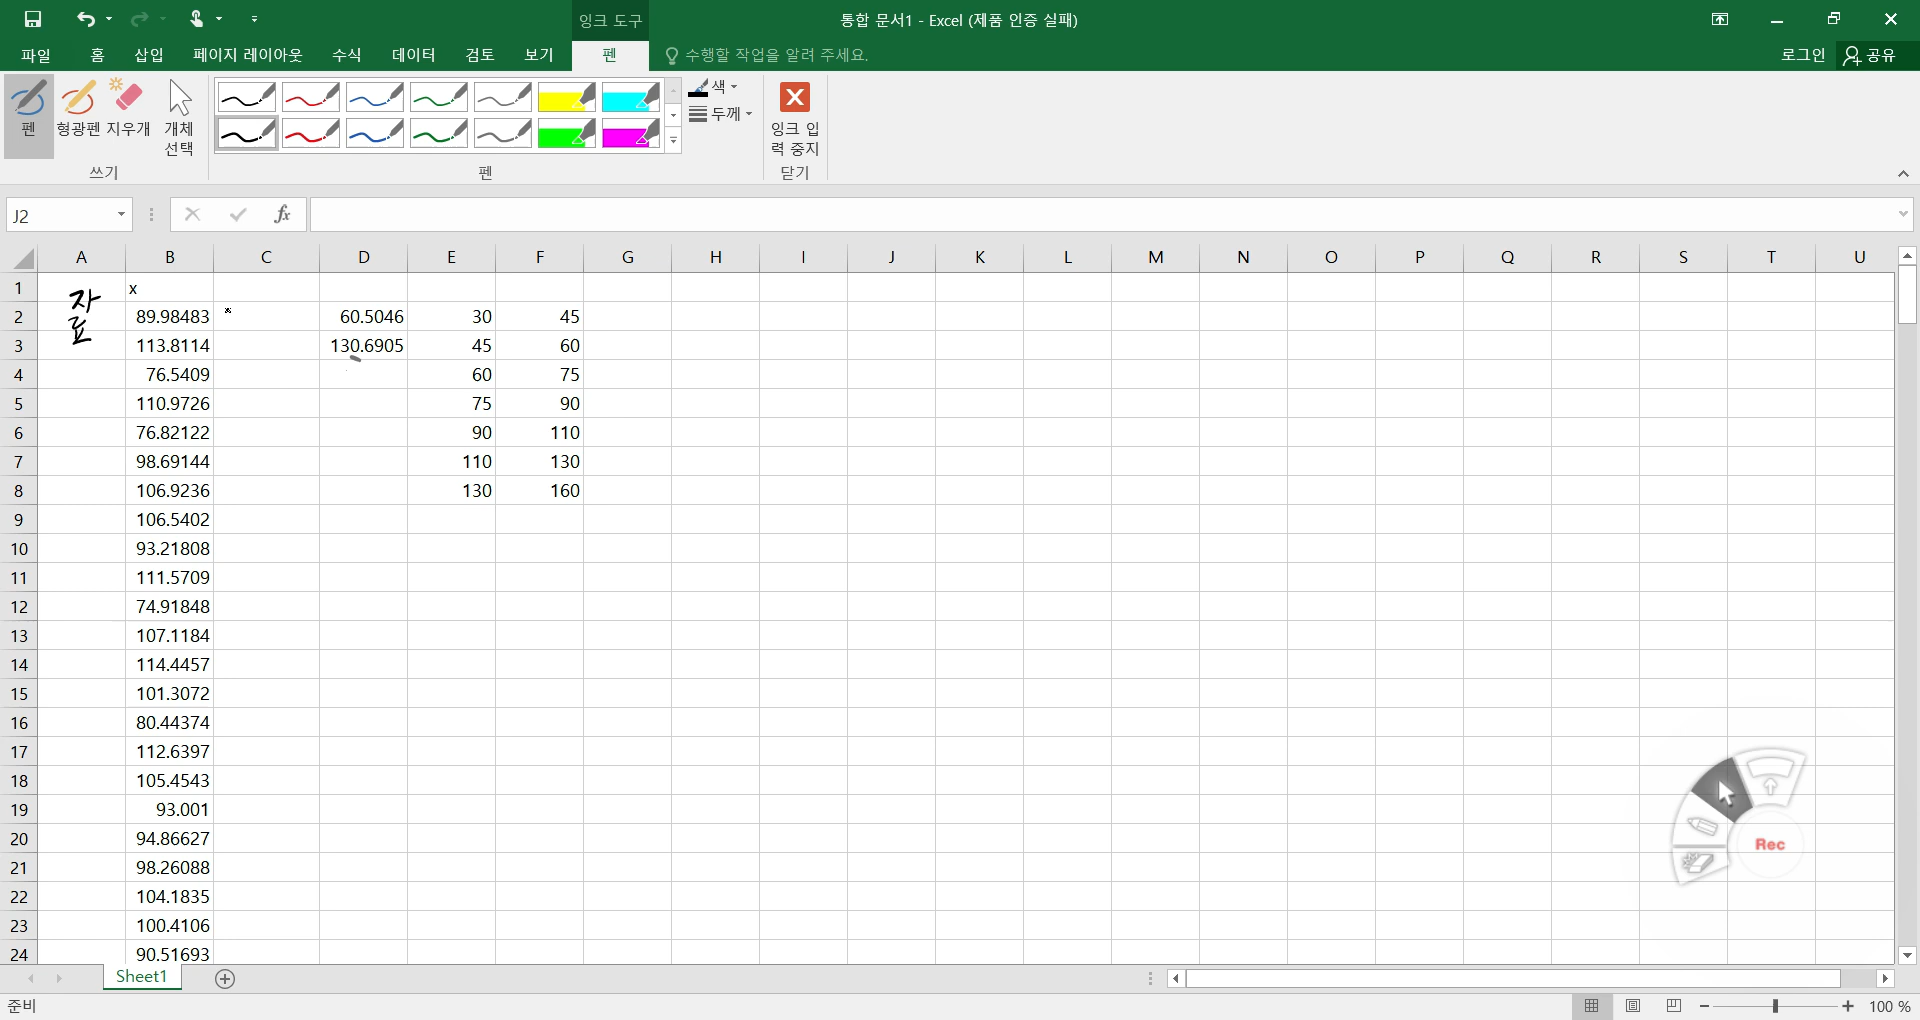 잉크 도구
통합 문서1 - Excel (제품 인증 실패)
파일 홈 삽입 페이지 레이아웃 수식 데이터 검토 보기 펜 수행할 작업을 알려 주세요. 로그인 공유
펜 형광펜 지우개 개체 선택 색 두께 잉크 입력 중지
쓰기 펜 닫기
J2 fx
A B C D E F G H I J K L M N O P Q R S T U
1 x
자료
2 89.98483 60.5046 30 45
3 113.8114 130.6905 45 60
4 76.5409 60 75
5 110.9726 75 90
6 76.82122 90 110
7 98.69144 110 130
8 106.9236 130 160
9 106.5402
10 93.21808
11 111.5709
12 74.91848
13 107.1184
14 114.4457
15 101.3072
16 80.44374
17 112.6397
18 105.4543
19 93.001
20 94.86627
21 98.26088
22 104.1835
23 100.4106
24 90.51693
Rec
Sheet1
준비 100 %